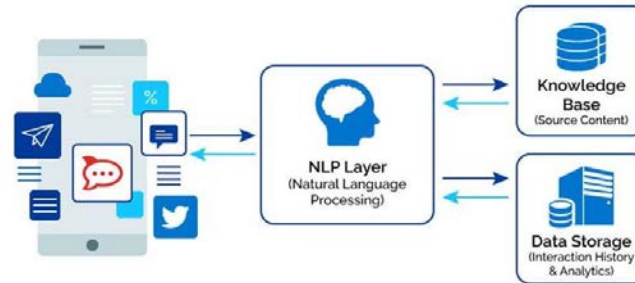 %
NLP Layer
(Natural Language
Processing)
Knowledge
Base
(Source Content)
Data Storage
(Interaction History
& Analytics)